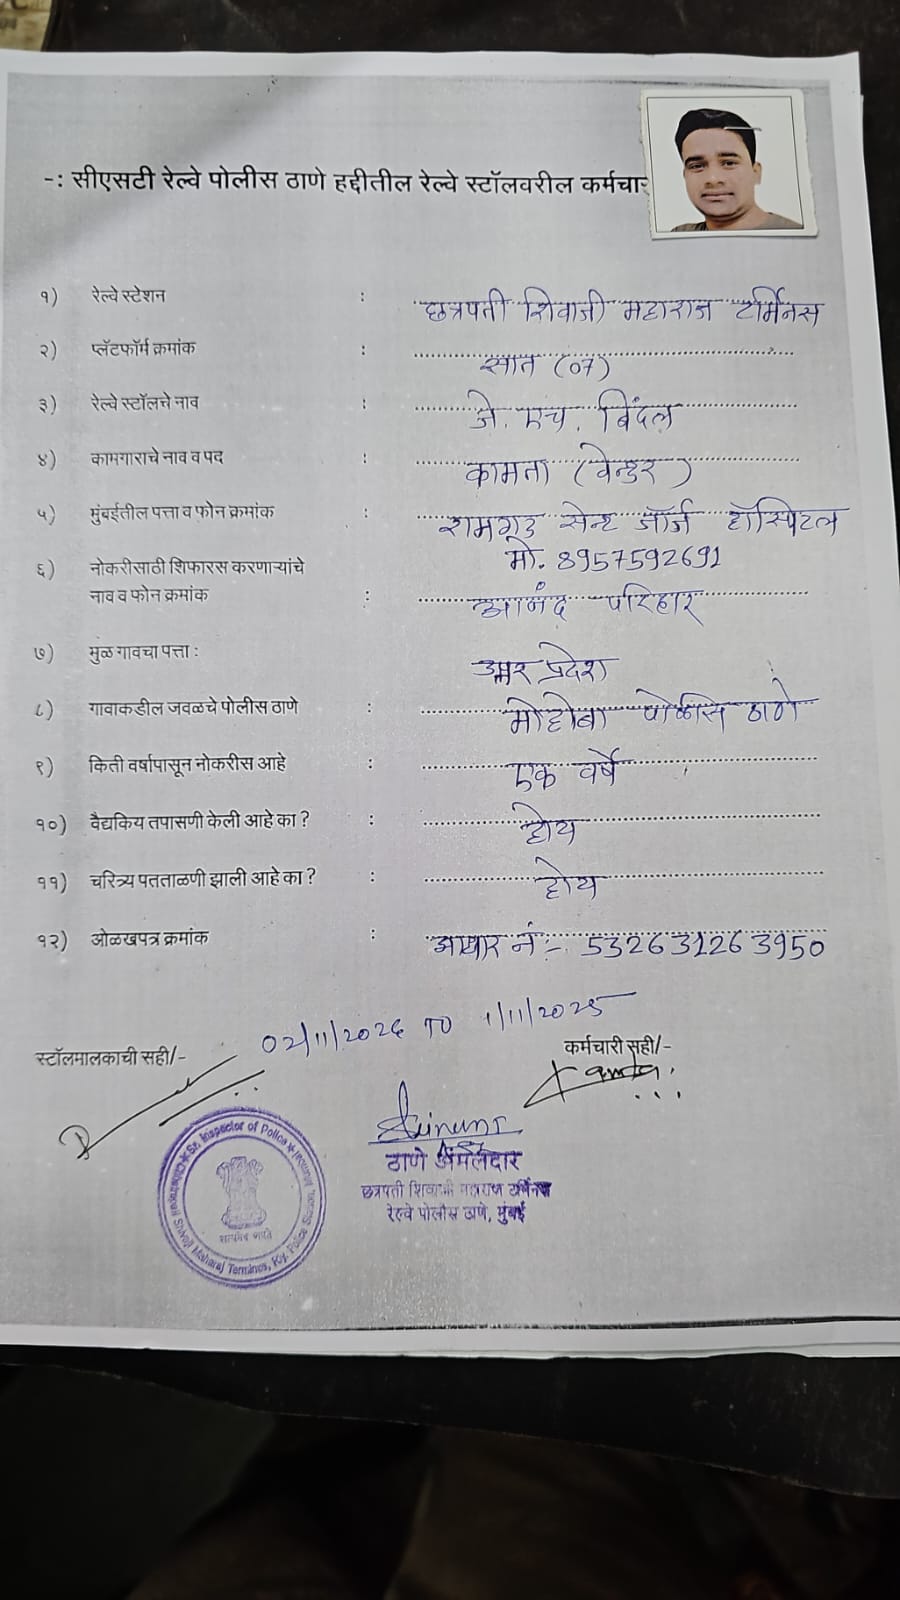 -: सीएसटी रेल्वे पोलीस ठाणे हद्दीतील रेल्वे स्टॉलवरील कर्मचार
१) रेल्वे स्टेशन : छत्रपती शिवाजी महाराज टर्मिनस
२) प्लॅटफॉर्म क्रमांक : सात (07)
३) रेल्वे स्टॉलचे नाव : जे. एच. बिंदल
४) कामगाराचे नाव व पद : कामता (वेन्डर)
५) मुंबईतील पत्ता व फोन क्रमांक : सेन्ट जॉर्ज हॉस्पिटल
मो. 8957592691
६) नोकरीसाठी शिफारस करणाऱ्यांचे
नाव व फोन क्रमांक : आनंद परिहार
७) मुळ गावचा पत्ता : उत्तर प्रदेश
८) गावाकडील जवळचे पोलीस ठाणे : मोहोबा पोलीस ठाणे
९) किती वर्षापासून नोकरीस आहे : एक वर्षे
१०) वैद्यकिय तपासणी केली आहे का ? : होय
११) चरित्र्य पतताळणी झाली आहे का ? : होय
१२) ओळखपत्र क्रमांक : आधार नं:- 532631263950
02/11/2024 TO 1/11/2025
स्टॉलमालकाची सही/- कर्मचारी सही/-
Kamta
ठाणे अंमलदार
छत्रपती शिवाजी महाराज टर्मिनस
रेल्वे पोलीस ठाणे, मुंबई
Sr. Inspector of Police
Chhatrapati Shivaji Maharaj Terminus, Rly. Police Station, Mumbai
सत्यमेव जयते